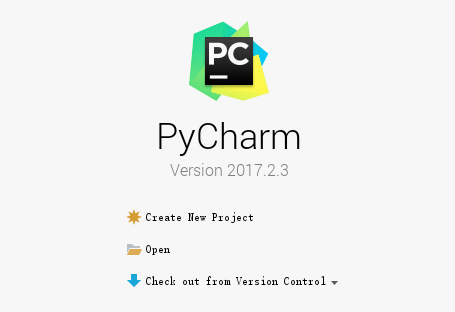 PC
PyCharm
Version 2017.2.3
Create New Project
Open
Check out from Version Control